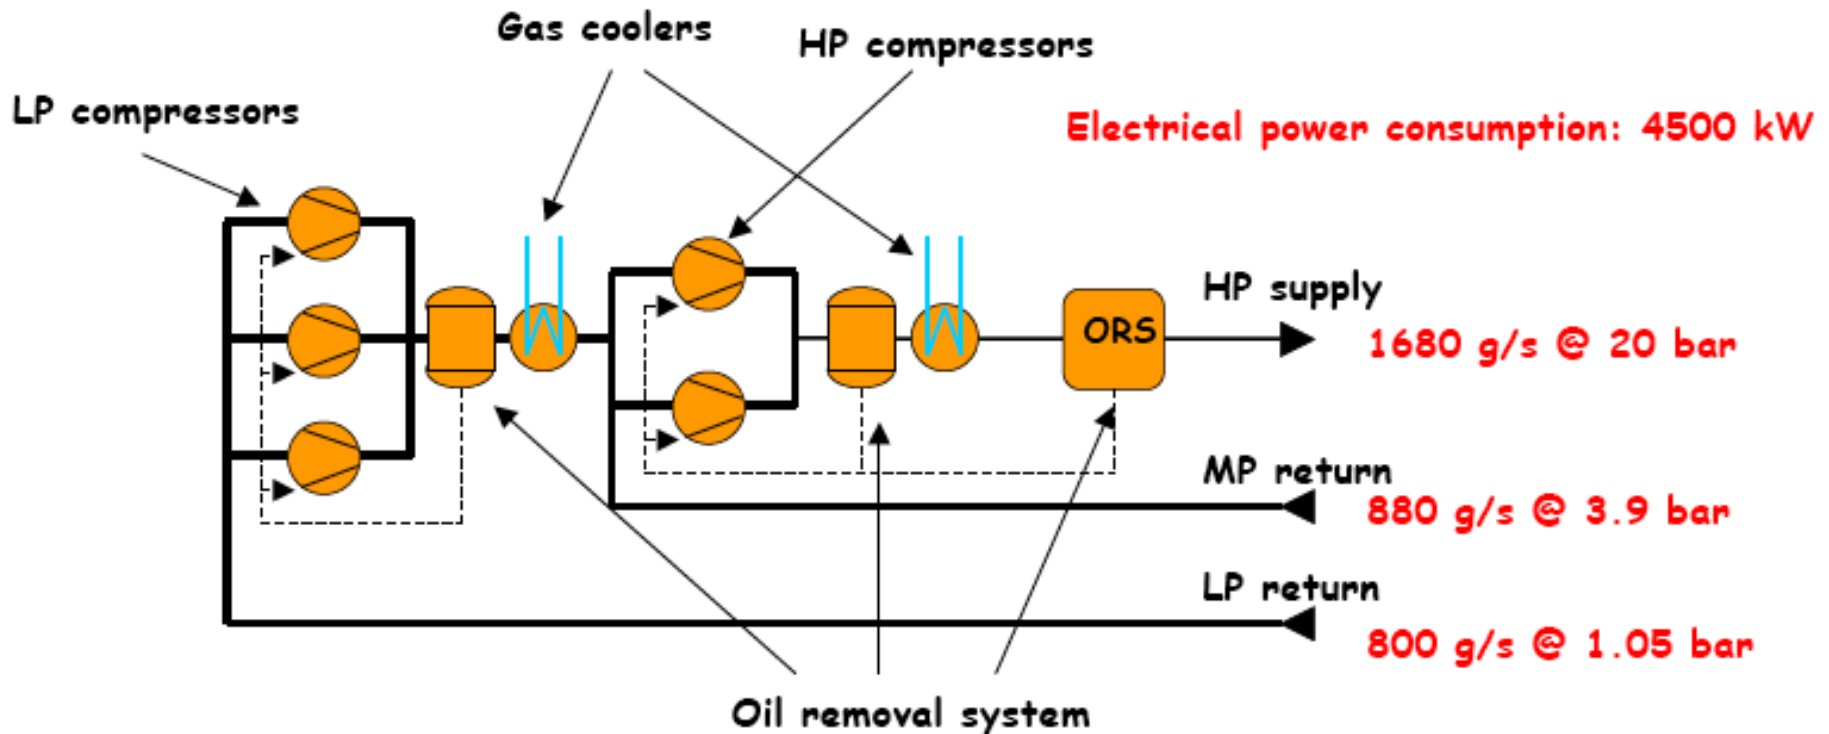 Gas coolers
HP compressors
LP compressors
Electrical power consumption: 4500 kW
HP supply
ORS
1680 g/s @ 20 bar
MP return
880 g/s @ 3.9 bar
LP return
800 g/s @ 1.05 bar
Oil removal system